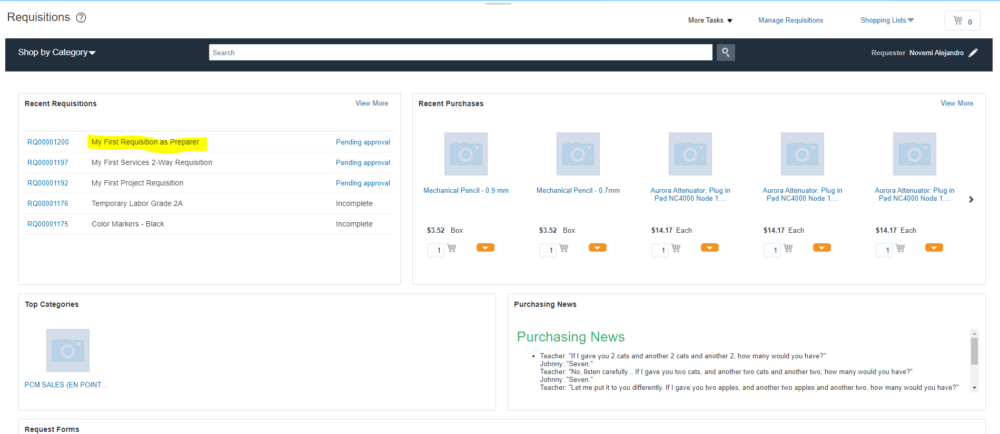 Requisitions ?
More Tasks
Manage Requisitions
Shopping Lists
0
Shop by Category
Search
Requester Novemi Alejandro
Recent Requisitions
View More
RQ00001200 My First Requisition as Preparer Pending approval
RQ00001197 My First Services 2-Way Requisition Pending approval
RQ00001192 My First Project Requisition Pending approval
RQ00001176 Temporary Labor Grade 2A Incomplete
RQ00001175 Color Markers - Black Incomplete
Recent Purchases
View More
Mechanical Pencil - 0.9 mm
$3.52 Box
1
Mechanical Pencil - 0.7mm
$3.52 Box
1
Aurora Attenuator; Plug in
Pad NC4000 Node 1....
$14.17 Each
1
Aurora Attenuator; Plug in
Pad NC4000 Node 1....
$14.17 Each
1
Aurora Attenuator; Plug in
Pad NC4000 Node 1....
$14.17 Each
1
Top Categories
PCM SALES (EN POINT...
Purchasing News
Purchasing News
• Teacher: "If I gave you 2 cats and another 2 cats and another 2, how many would you have?"
Johnny: "Seven."
Teacher: "No, listen carefully... If I gave you two cats, and another two cats and another two, how many would you have?"
Johnny: "Seven."
Teacher: "Let me put it to you differently. If I gave you two apples, and another two apples and another two, how many would you have?"
Request Forms